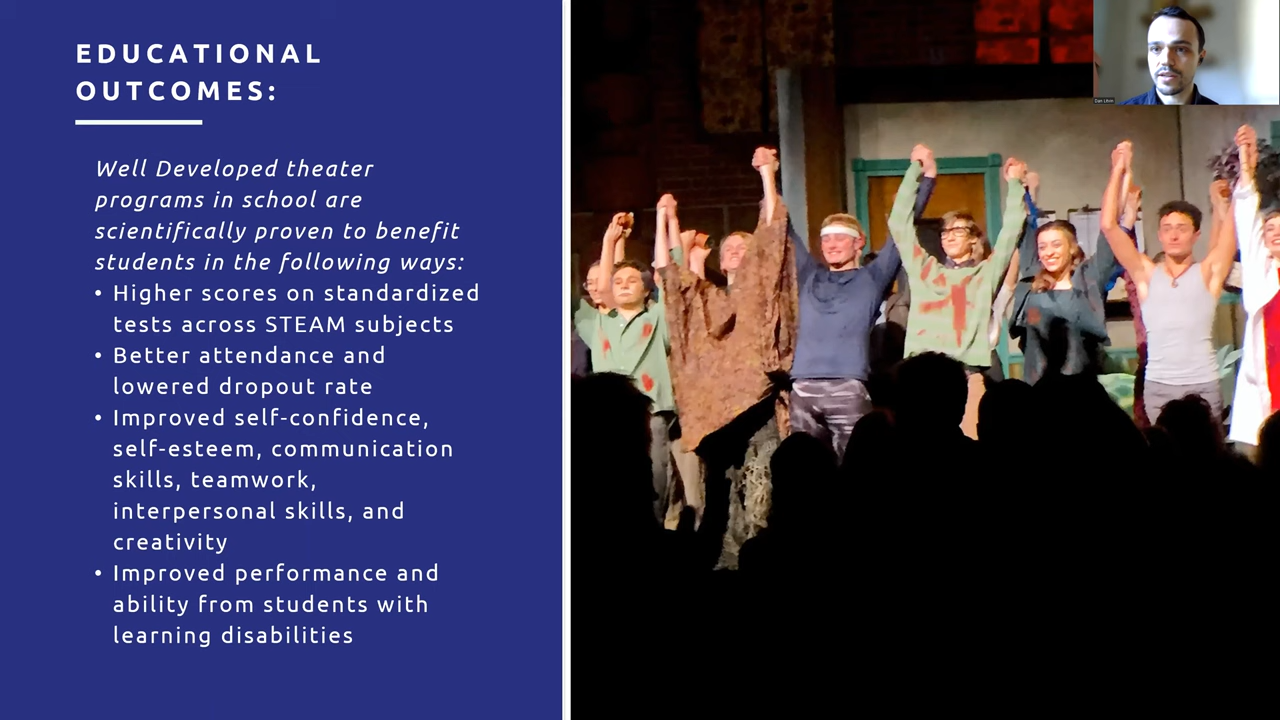 EDUCATIONAL
OUTCOMES:
Well Developed theater
programs in school are
scientifically proven to benefit
students in the following ways:
• Higher scores on standardized
tests across STEAM subjects
• Better attendance and
lowered dropout rate
• Improved self-confidence,
self-esteem, communication
skills, teamwork,
interpersonal skills, and
creativity
• Improved performance and
ability from students with
learning disabilities